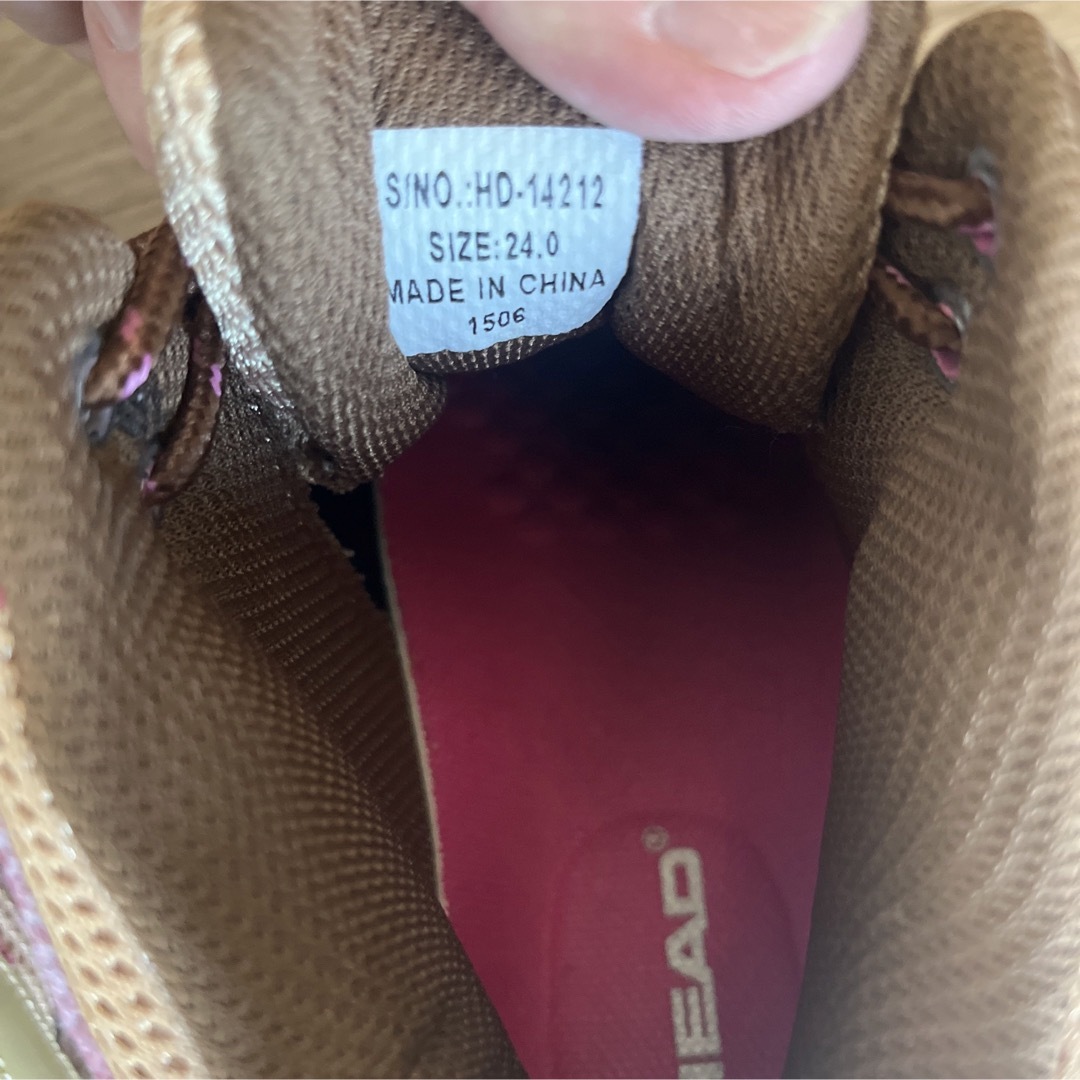 S/NO.:HD-14212
SIZE:24.0
MADE IN CHINA
1506
HEAD®